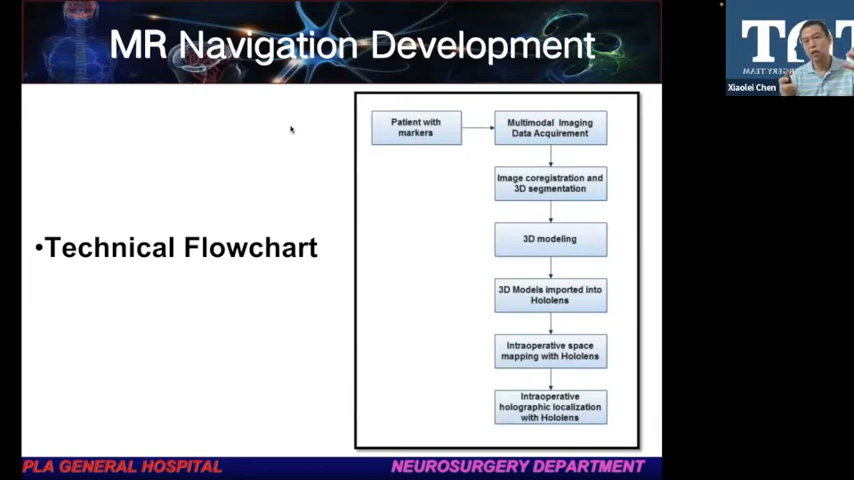 MR Navigation Development
Xiaolei Chen
Patient with
markers
Multimodal Imaging
Data Acquirement
Image coregistration and
3D segmentation
3D modeling
3D Models imported into
Hololens
Intraoperative space
mapping with Hololens
Intraoperative
holographic localization
with Hololens
•Technical Flowchart
PLA GENERAL HOSPITAL
NEUROSURGERY DEPARTMENT